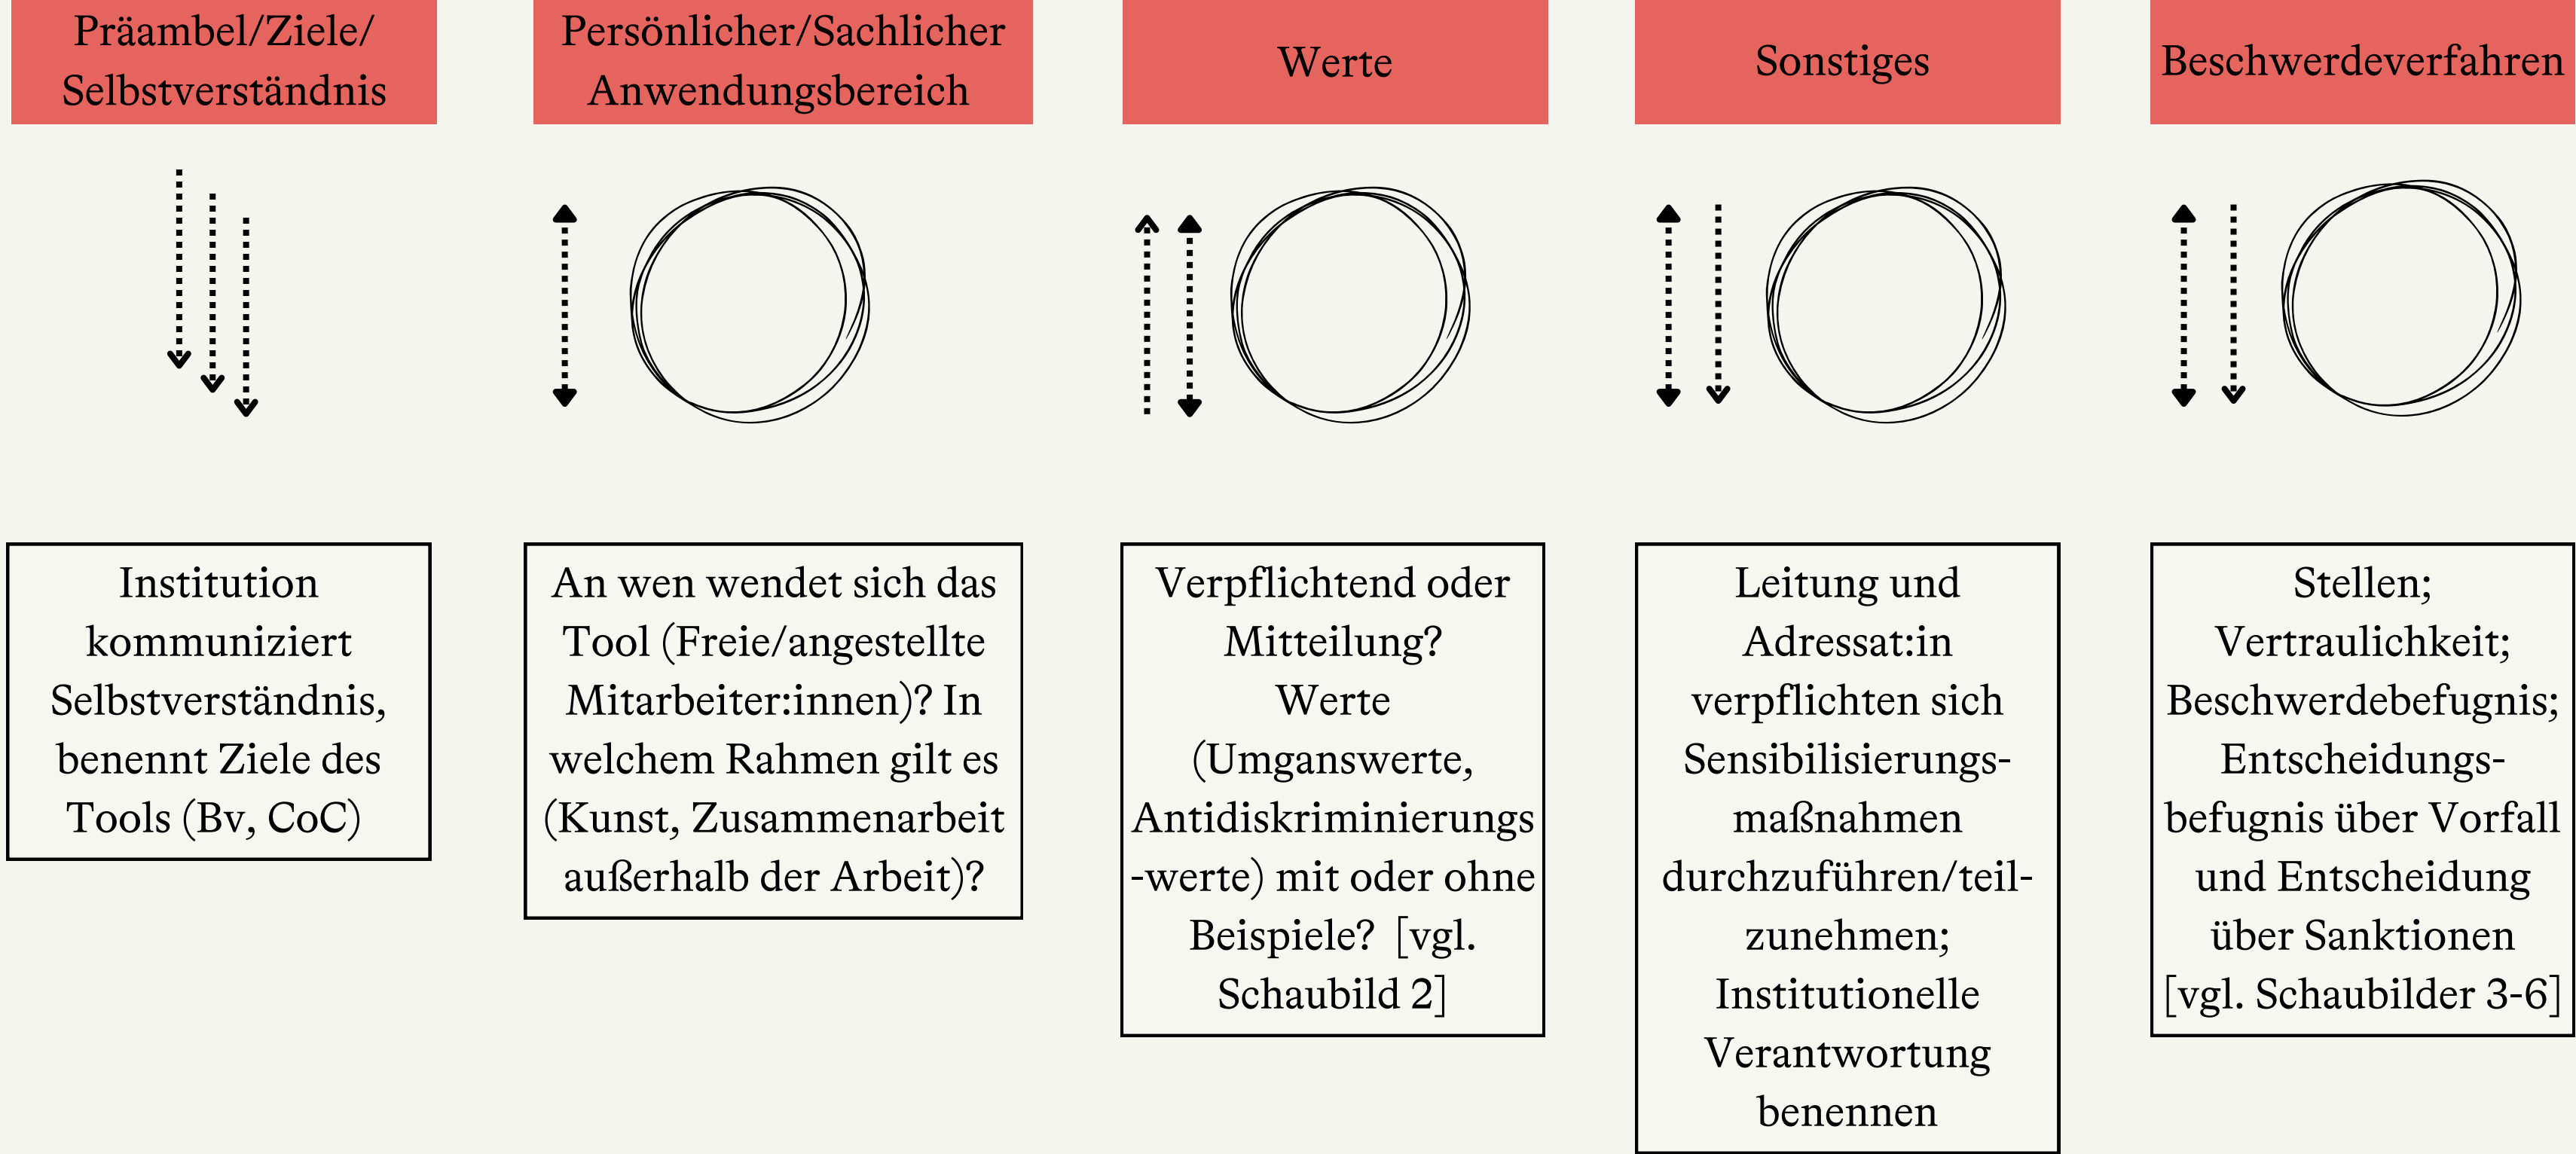 Präambel/Ziele/
Selbstverständnis
Persönlicher/Sachlicher
Anwendungsbereich
Werte
Sonstiges
Beschwerdeverfahren
Institution
kommuniziert
Selbstverständnis,
benennt Ziele des
Tools (Bv, CoC)
An wen wendet sich das
Tool (Freie/angestellte
Mitarbeiter:innen)? In
welchem Rahmen gilt es
(Kunst, Zusammenarbeit
außerhalb der Arbeit)?
Verpflichtend oder
Mitteilung?
Werte
(Umganswerte,
Antidiskriminierungs
-werte) mit oder ohne
Beispiele? [vgl.
Schaubild 2]
Leitung und
Adressat:in
verpflichten sich
Sensibilisierungs-
maßnahmen
durchzuführen/teil-
zunehmen;
Institutionelle
Verantwortung
benennen
Stellen;
Vertraulichkeit;
Beschwerdebefugnis;
Entscheidungs-
befugnis über Vorfall
und Entscheidung
über Sanktionen
[vgl. Schaubilder 3-6]